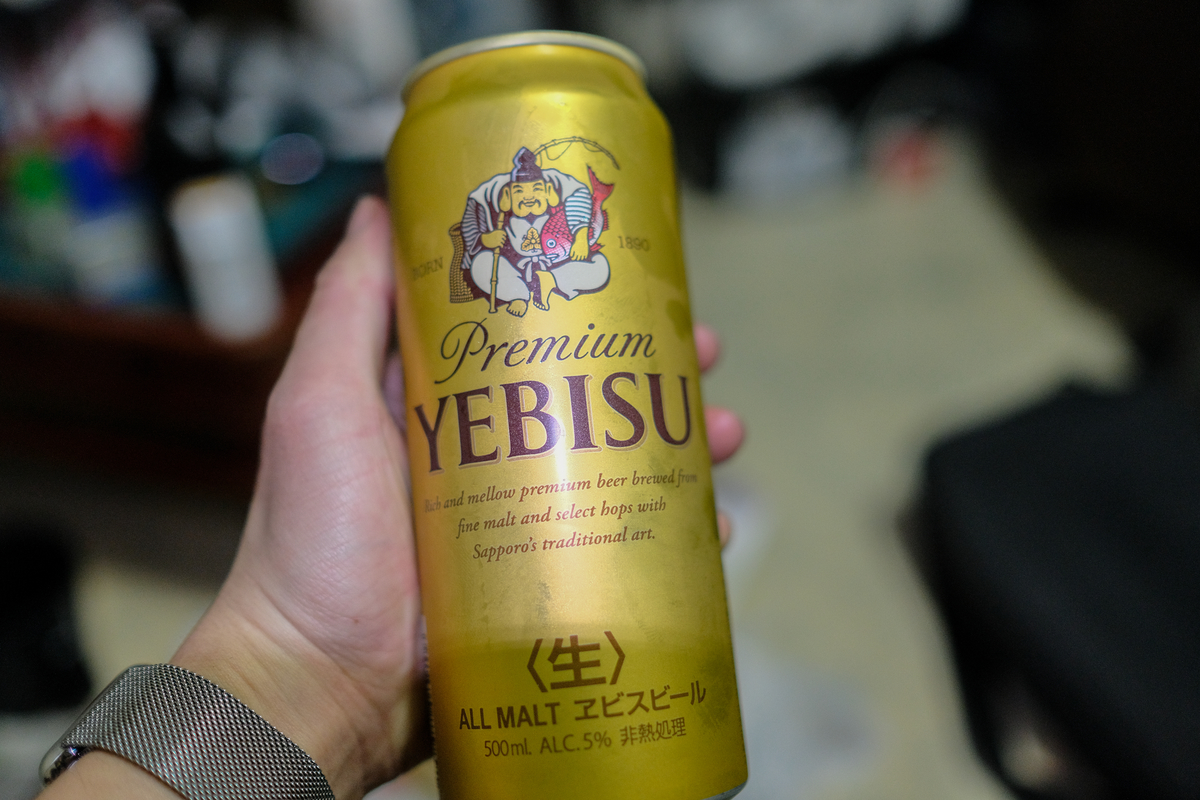 BORN 1890
Premium
YEBISU
Rich and mellow premium beer brewed from
fine malt and select hops with
Sapporo's traditional art.
〈生〉
ALL MALT ヱビスビール
500ml. ALC.5% 非熱処理